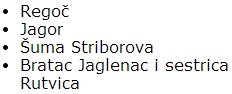 Regoč
Jagor
Šuma Striborova
Bratac Jaglenac i sestrica
Rutvica